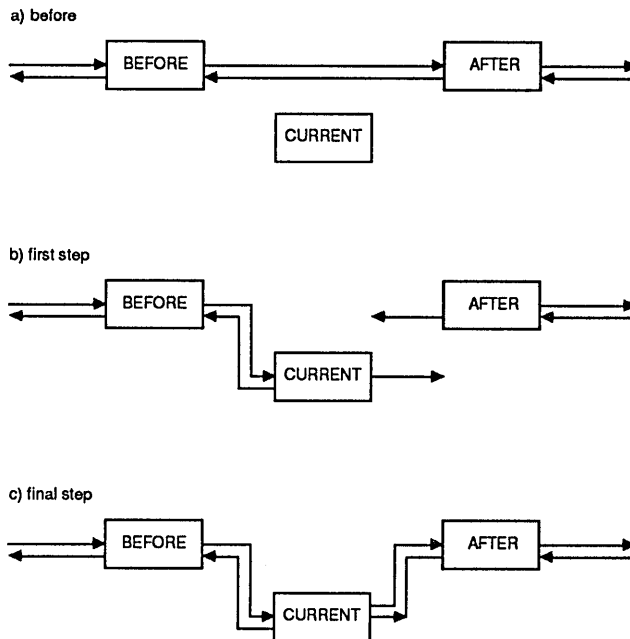 a) before
BEFORE
AFTER
CURRENT
b) first step
BEFORE
AFTER
CURRENT
c) final step
BEFORE
AFTER
CURRENT